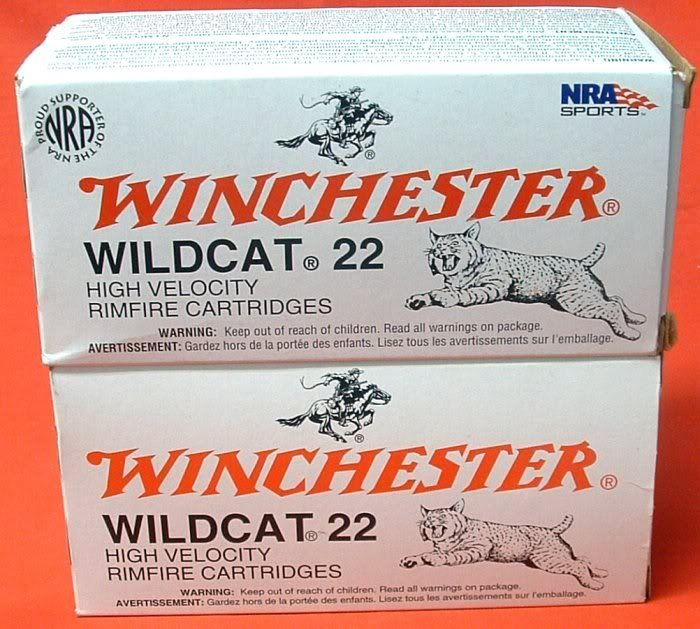 PROUD SUPPORTER OF THE NRA
NRA
NRA
SPORTS™
®
WINCHESTER®
WILDCAT® 22
HIGH VELOCITY
RIMFIRE CARTRIDGES
WARNING: Keep out of reach of children. Read all warnings on package.
AVERTISSEMENT: Gardez hors de la portée des enfants. Lisez tous les avertissements sur l'emballage.
®
WINCHESTER®
WILDCAT® 22
HIGH VELOCITY
RIMFIRE CARTRIDGES
WARNING: Keep out of reach of children. Read all warnings on package.
AVERTISSEMENT: Gardez hors de la portée des enfants. Lisez tous les avertissements sur l'emballage.